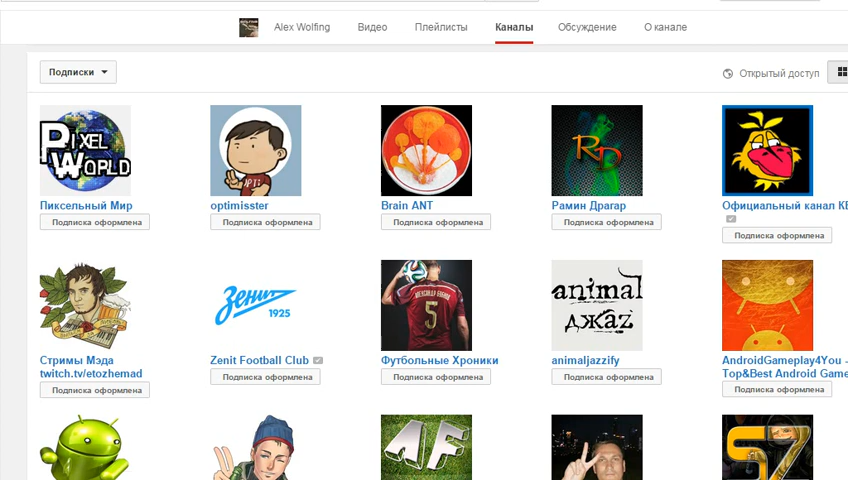 Alex Wolfing Видео Плейлисты Каналы Обсуждение О канале
Подписки Открытый доступ
PIXEL
WORLD
RD
Пиксельный Мир optimisster Brain ANT Рамин Драгар Официальный канал КВ
Подписка оформлена Подписка оформлена Подписка оформлена Подписка оформлена
Подписка оформлена
Зенит
1925
АЛЕКСАНДР БУБНОВ
5
animal
джаz
Стримы Мэда
twitch.tv/etozhemad
Zenit Football Club Футбольные Хроники animaljazzify AndroidGameplay4You -
Top&Best Android Game
Подписка оформлена Подписка оформлена Подписка оформлена Подписка оформлена Подписка оформлена
AF